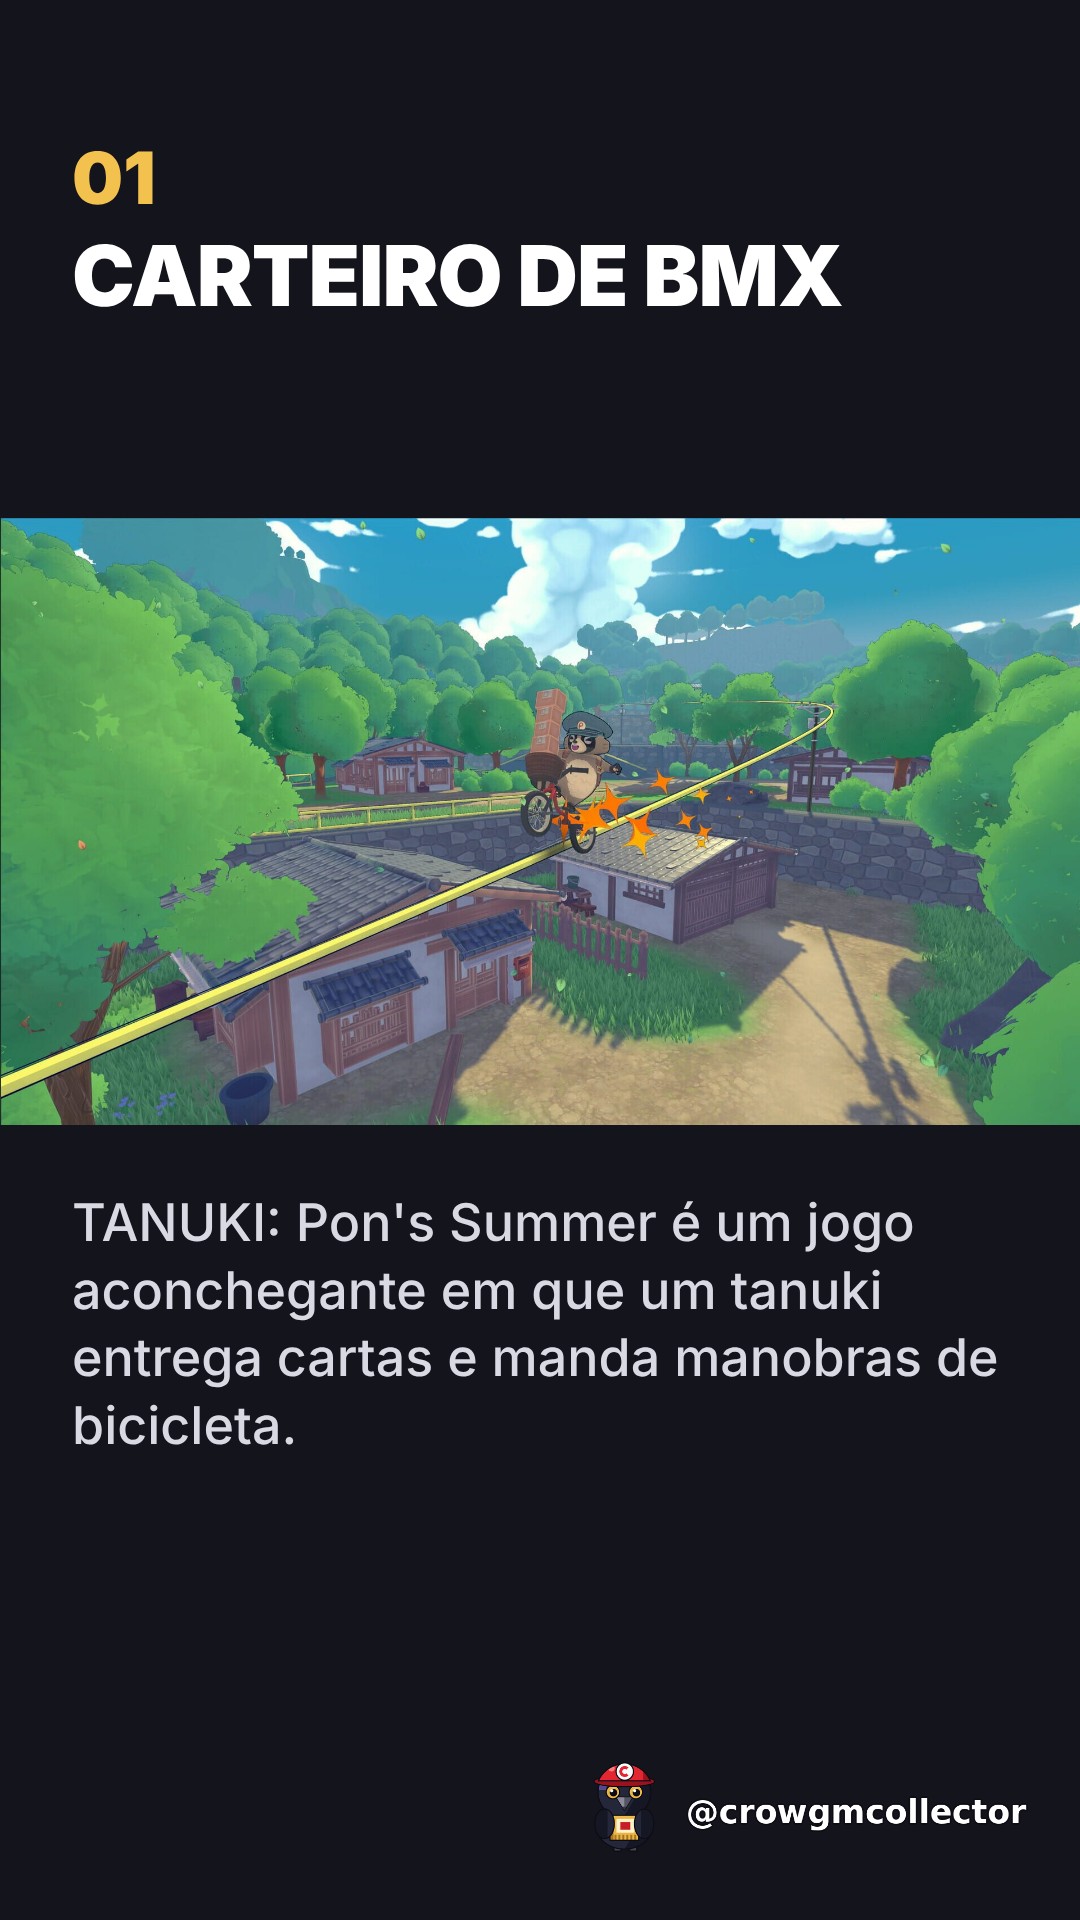 01
CARTEIRO DE BMX
TANUKI: Pon's Summer é um jogo
aconchegante em que um tanuki
entrega cartas e manda manobras de
bicicleta.
C
@crowgmcollector